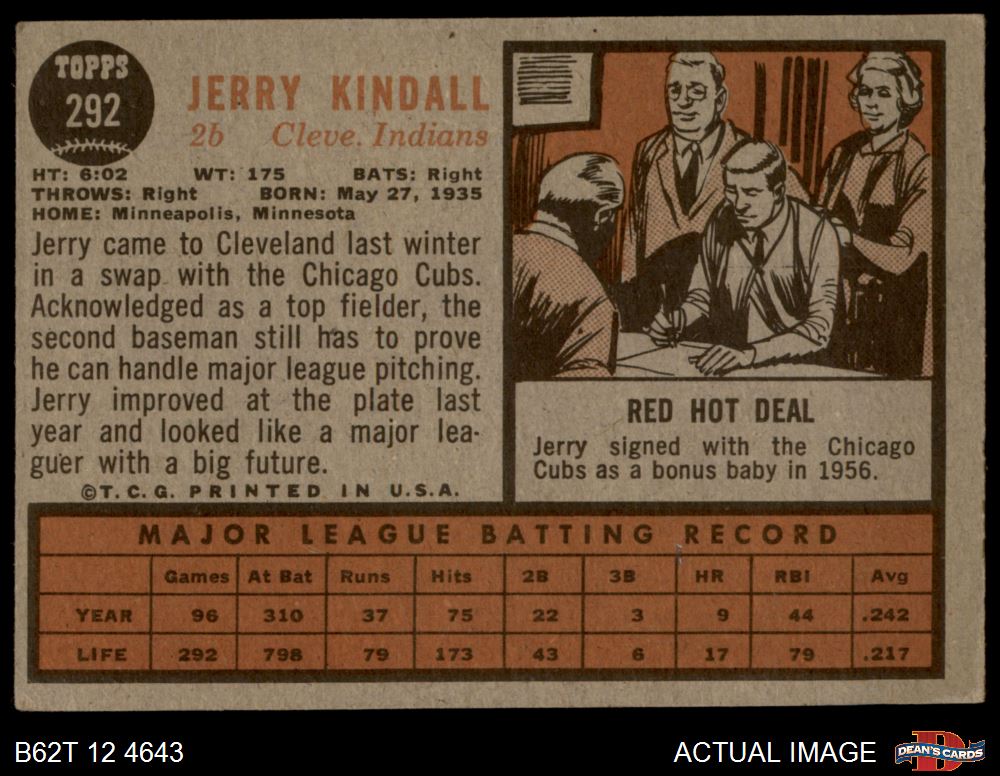 TOPPS
292
JERRY KINDALL
2b Cleve. Indians
HT: 6:02 WT: 175 BATS: Right
THROWS: Right BORN: May 27, 1935
HOME: Minneapolis, Minnesota
Jerry came to Cleveland last winter
in a swap with the Chicago Cubs.
Acknowledged as a top fielder, the
second baseman still has to prove
he can handle major league pitching.
Jerry improved at the plate last
year and looked like a major lea-
guer with a big future.
©T.C.G. PRINTED IN U.S.A.
RED HOT DEAL
Jerry signed with the Chicago
Cubs as a bonus baby in 1956.
MAJOR LEAGUE BATTING RECORD
Games At Bat Runs Hits 2B 3B HR RBI Avg
YEAR 96 310 37 75 22 3 9 44 .242
LIFE 292 798 79 173 43 6 17 79 .217
B62T 12 4643
ACTUAL IMAGE
D
DEAN'S CARDS